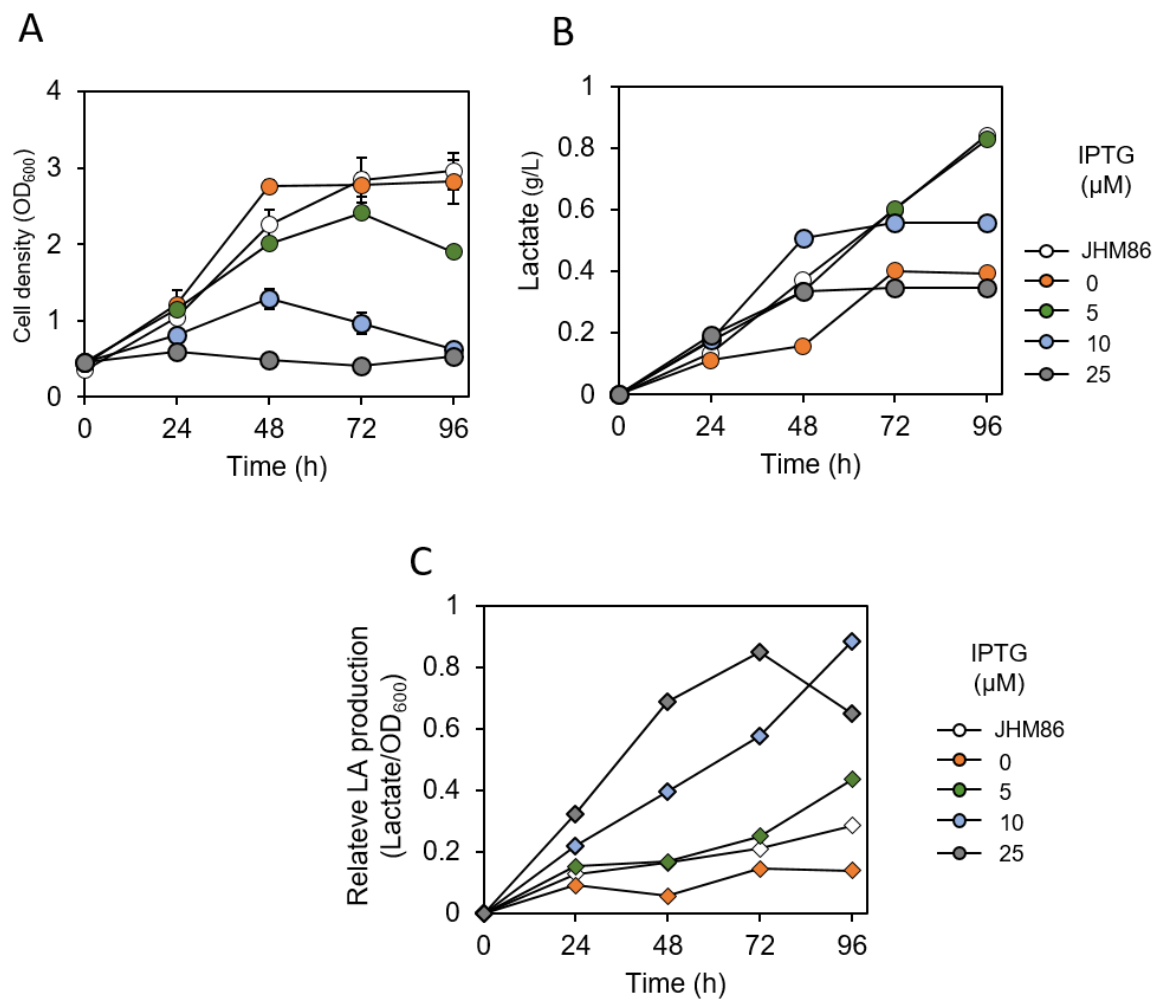 A
4
3
2
1
0
Cell density (OD600)
0 24 48 72 96
Time (h)
B
1
0.8
0.6
0.4
0.2
0
Lactate (g/L)
0 24 48 72 96
Time (h)
IPTG
(µM)
JHM86
0
5
10
25
C
1
0.8
0.6
0.4
0.2
0
Relateve LA production
(Lactate/OD600)
0 24 48 72 96
Time (h)
IPTG
(µM)
JHM86
0
5
10
25